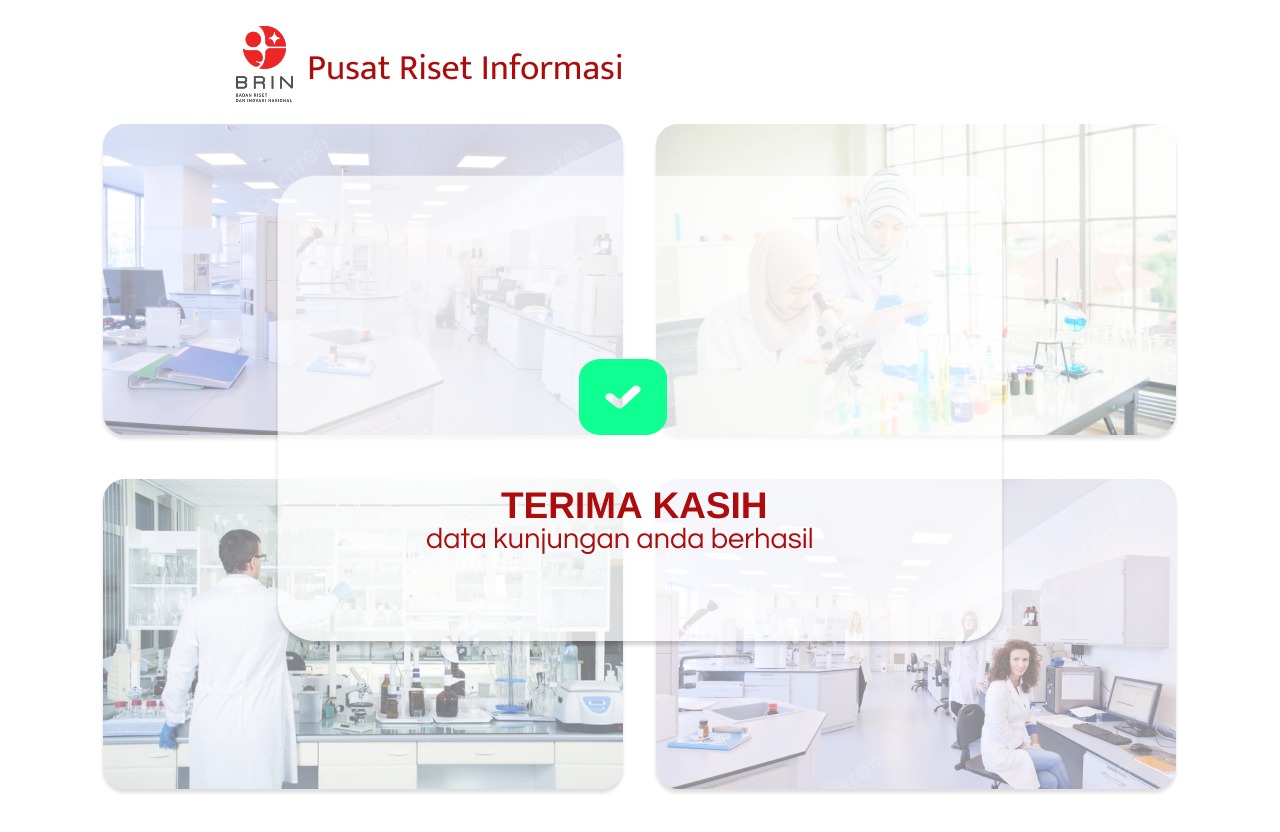 BRIN
BADAN RISET
DAN INOVASI NASIONAL
Pusat Riset Informasi
TERIMA KASIH
data kunjungan anda berhasil